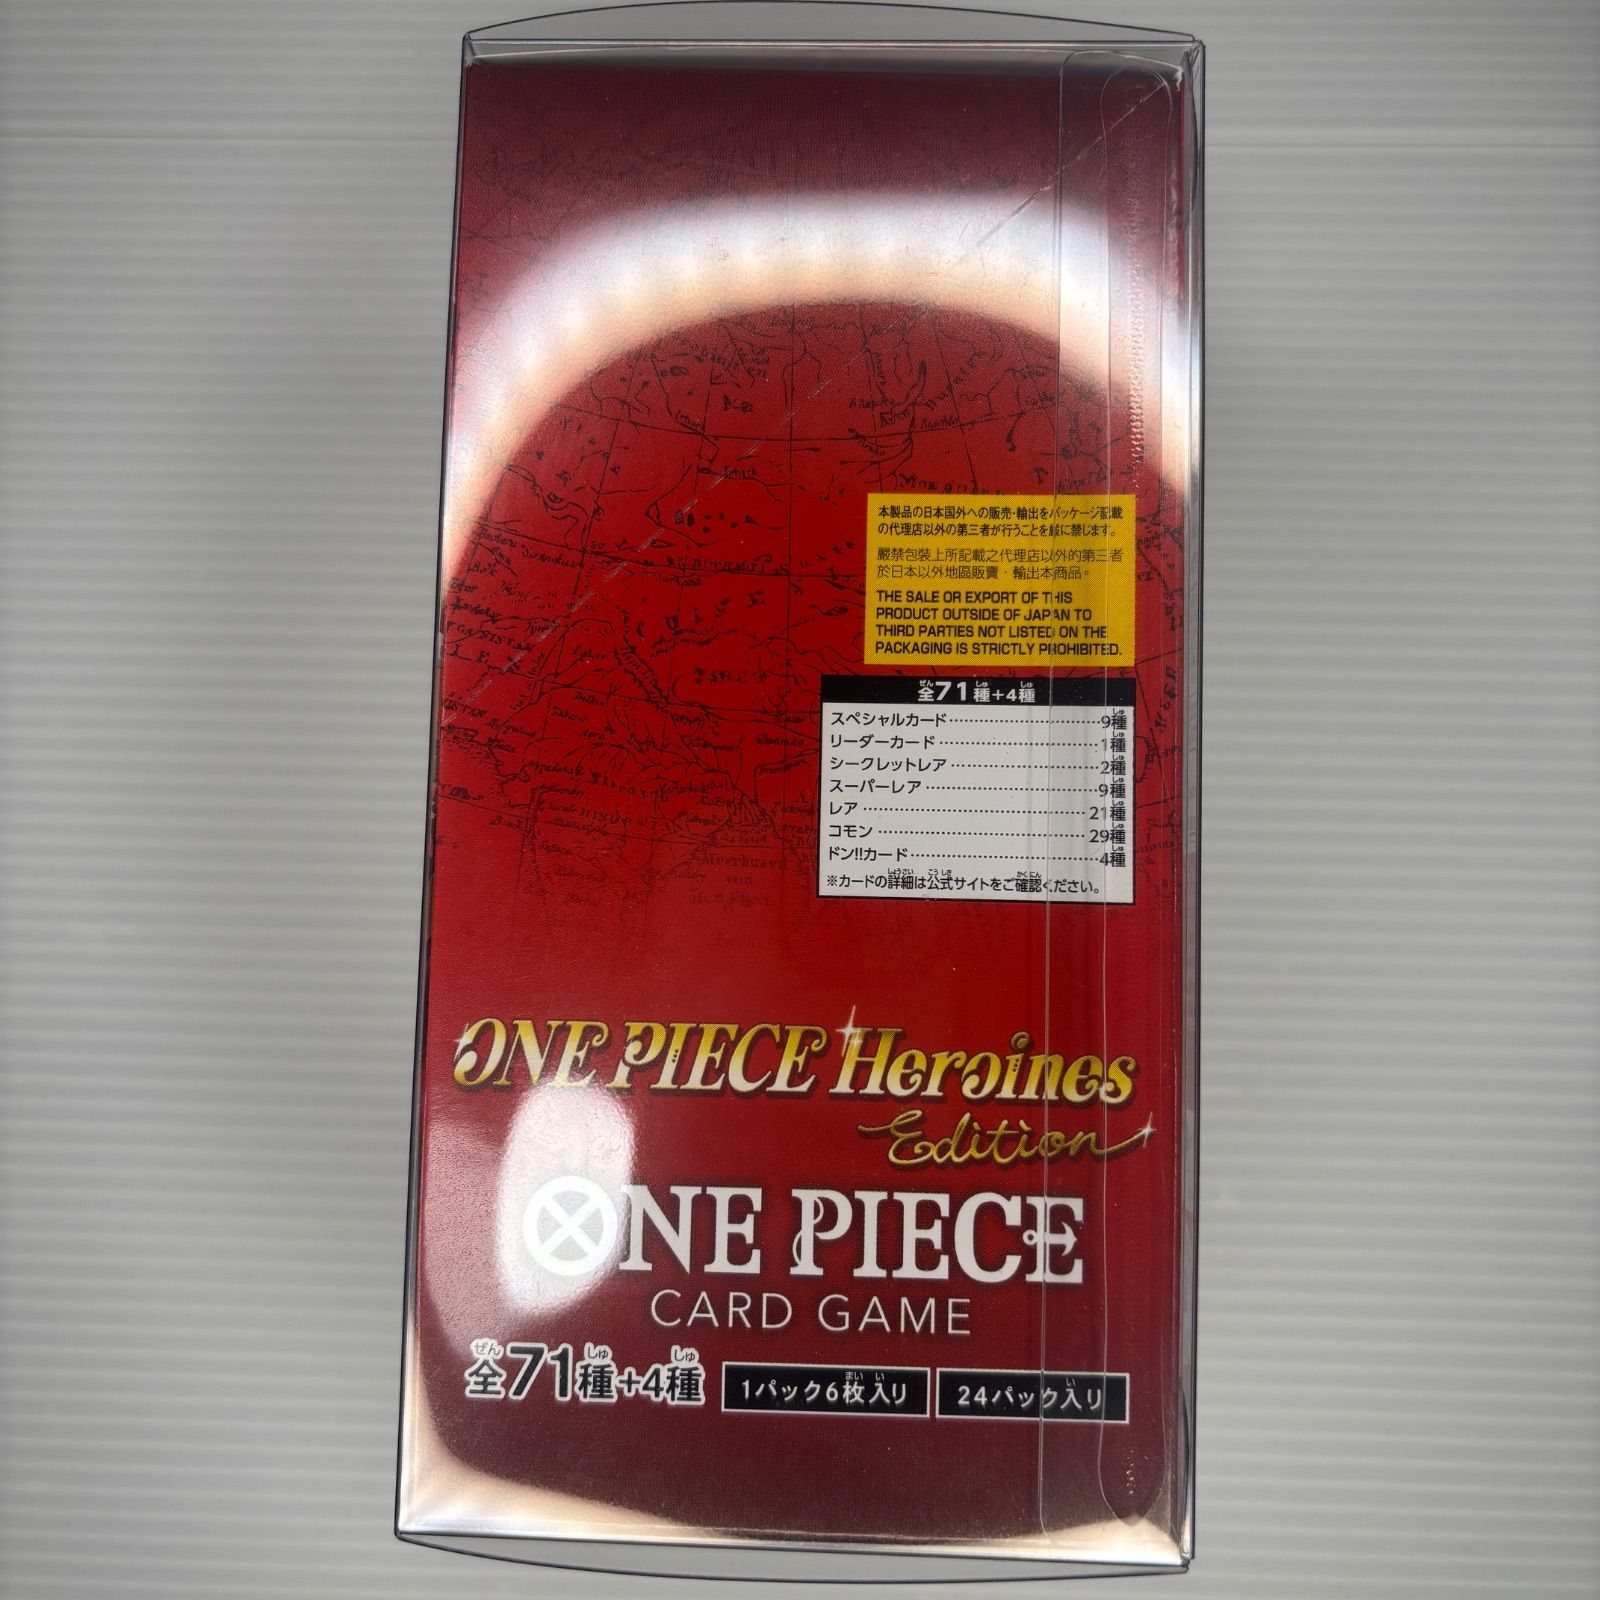 本製品の日本国外への販売・輸出をパッケージ記載
の代理店以外の第三者が行うことを厳に禁じます。
嚴禁包裝上所記載之代理店以外的第三者
於日本以外地區販賣・輸出本商品。
THE SALE OR EXPORT OF THIS
PRODUCT OUTSIDE OF JAPAN TO
THIRD PARTIES NOT LISTED ON THE
PACKAGING IS STRICTLY PROHIBITED.
全71種+4種
スペシャルカード 9種
リーダーカード 1種
シークレットレア 2種
スーパーレア 9種
レア 21種
コモン 29種
ドン!!カード 4種
※カードの詳細は公式サイトをご確認ください。
ONE PIECE Heroines
Edition
ONE PIECE
CARD GAME
全71種+4種 1パック6枚入り 24パック入り